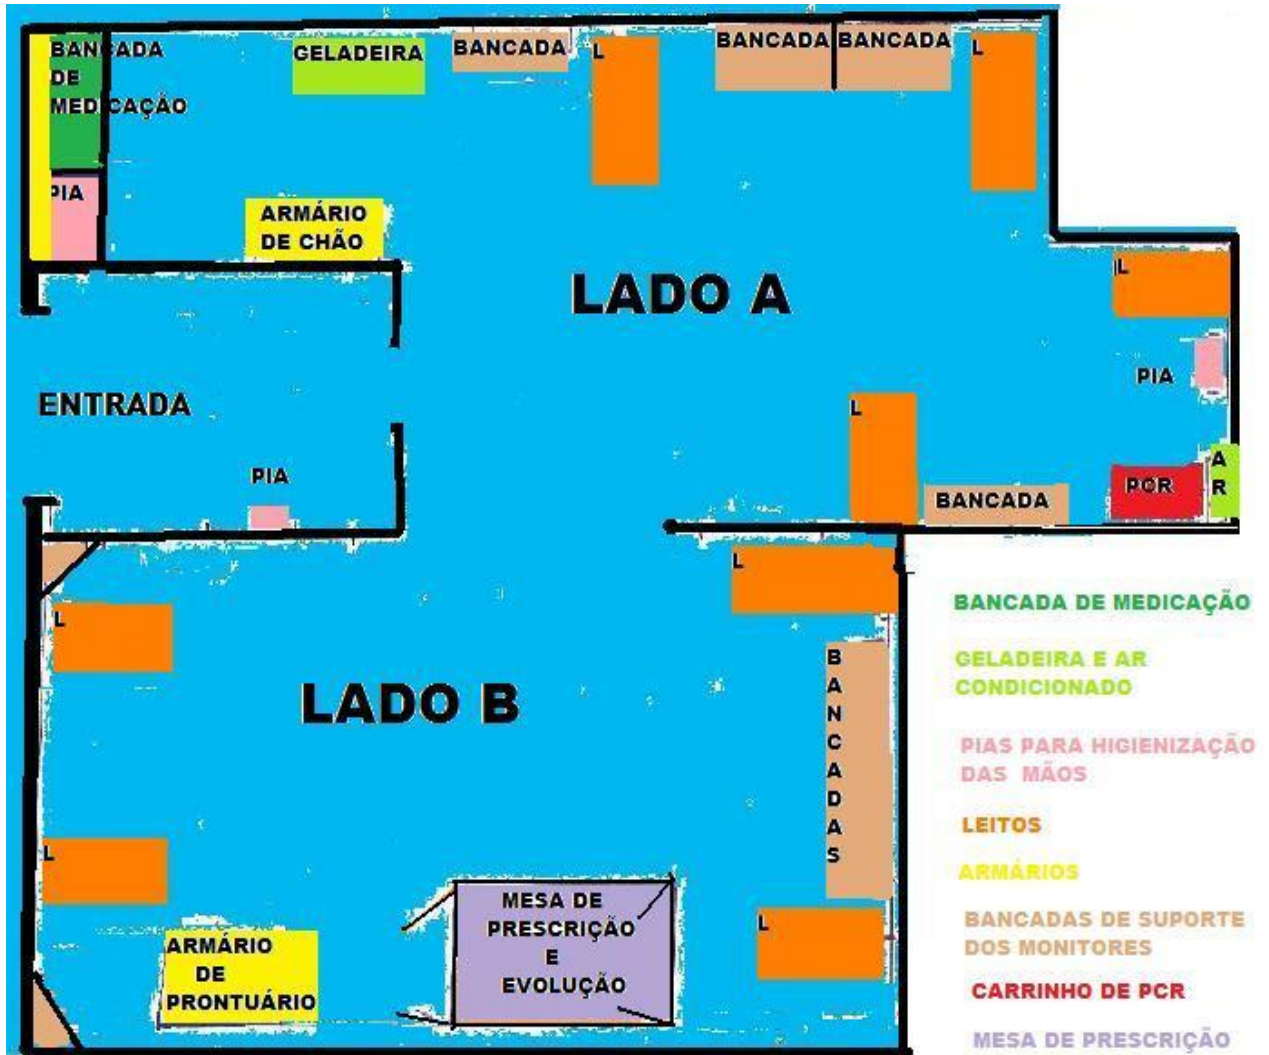 BANCADA
DE
MEDICAÇÃO
GELADEIRA
BANCADA
L
BANCADA
BANCADA
L
PIA
ARMÁRIO
DE CHÃO
LADO A
L
PIA
ENTRADA
L
PIA
BANCADA
PCR
A
R
L
L
LADO B
B
A
N
C
A
D
A
S
L
MESA DE
PRESCRIÇÃO
E
EVOLUÇÃO
L
ARMÁRIO
DE
PRONTUÁRIO
BANCADA DE MEDICAÇÃO
GELADEIRA E AR
CONDICIONADO
PIAS PARA HIGIENIZAÇÃO
DAS MÃOS
LEITOS
ARMÁRIOS
BANCADAS DE SUPORTE
DOS MONITORES
CARRINHO DE PCR
MESA DE PRESCRIÇÃO